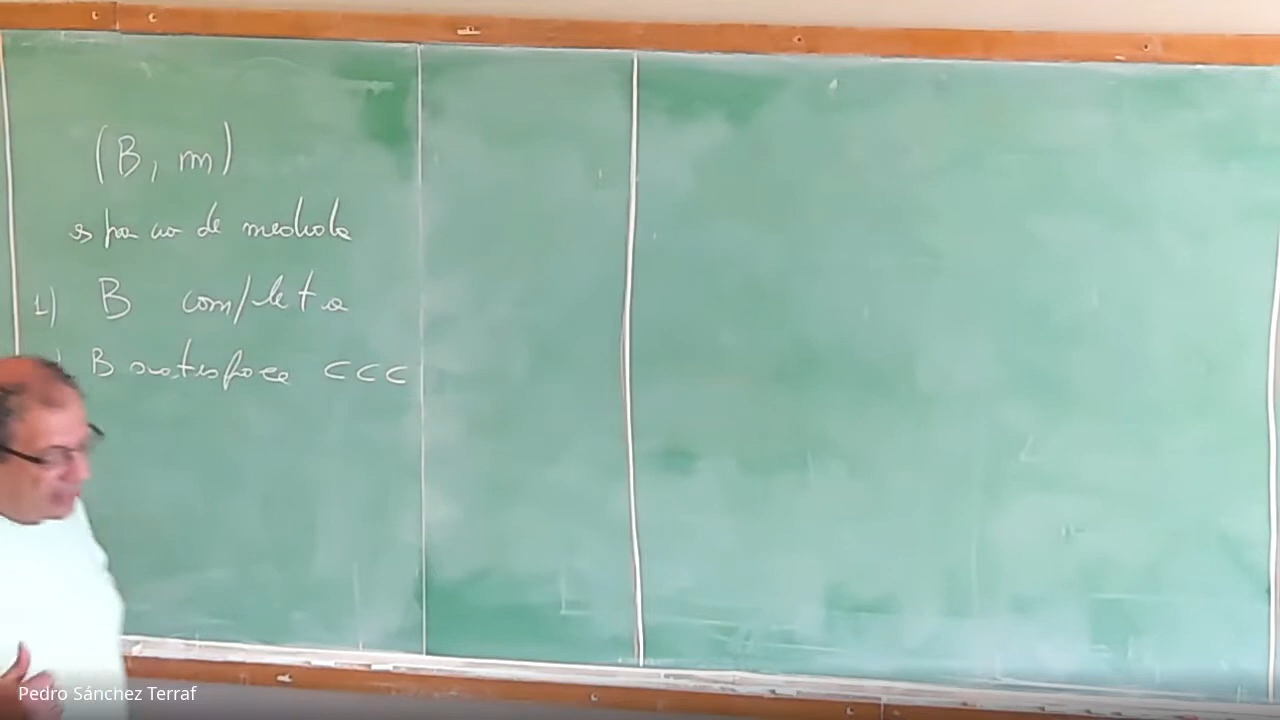 (B, m)
espacio de medida
1) B completa
) B satisface CCC
Pedro Sánchez Terraf